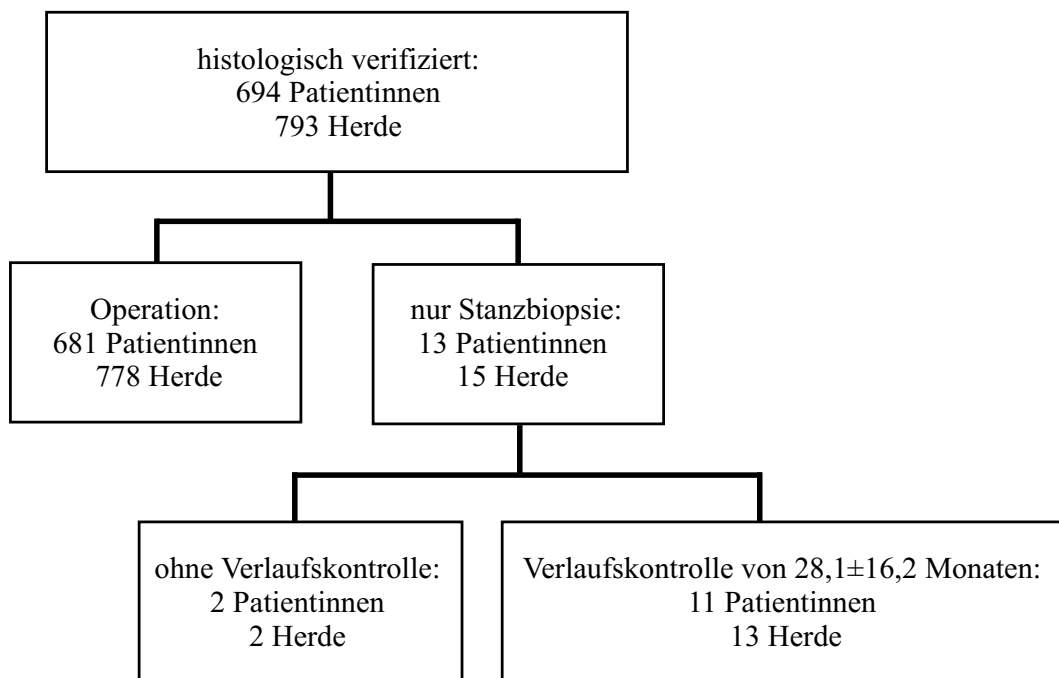 histologisch verifiziert:
694 Patientinnen
793 Herde
Operation:
681 Patientinnen
778 Herde
nur Stanzbiopsie:
13 Patientinnen
15 Herde
ohne Verlaufskontrolle:
2 Patientinnen
2 Herde
Verlaufskontrolle von 28,1±16,2 Monaten:
11 Patientinnen
13 Herde